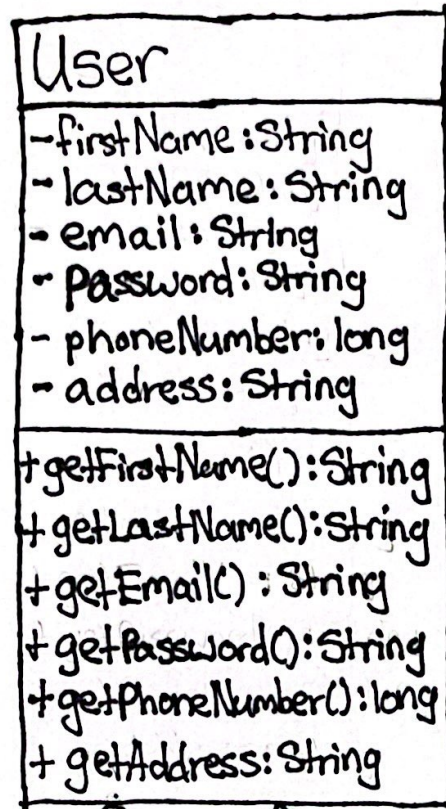 User
-firstName:String
- lastName: String
- email: String
- Password: String
- phoneNumber: long
- address: String
+getFirstName():String
+ getLastName():String
+ getEmail() : String
+ getPassword(): String
+getPhoneNumber():long
+ getAddress: String